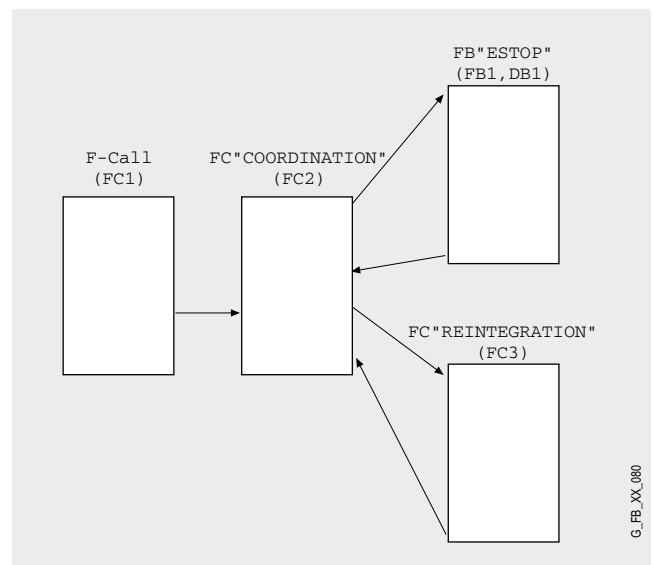 FB"ESTOP"
(FB1,DB1)
F-Call
(FC1)
FC"COORDINATION"
(FC2)
FC"REINTEGRATION"
(FC3)
G_FB_XX_080